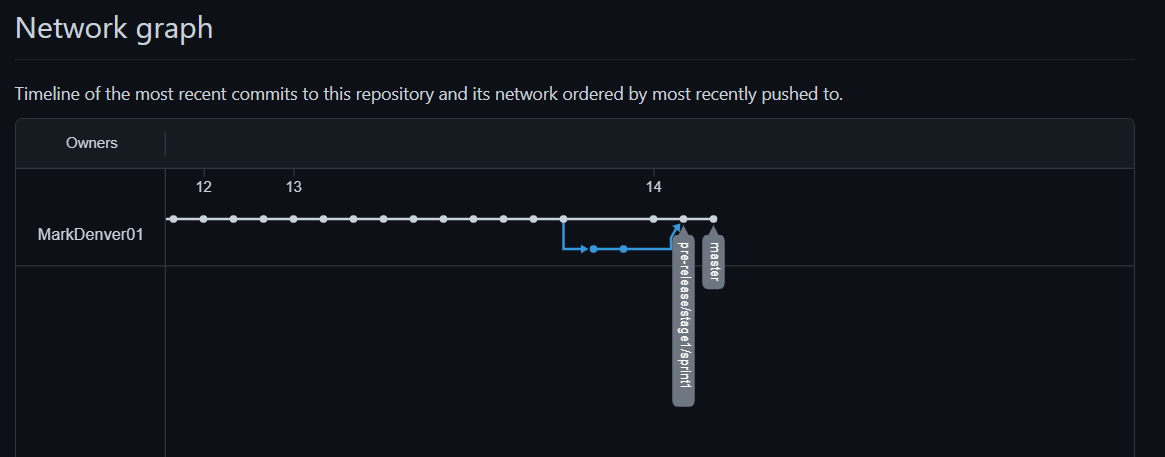 Network graph
Timeline of the most recent commits to this repository and its network ordered by most recently pushed to.
Owners
12
13
14
MarkDenver01
pre-release/stage1/sprint1
master